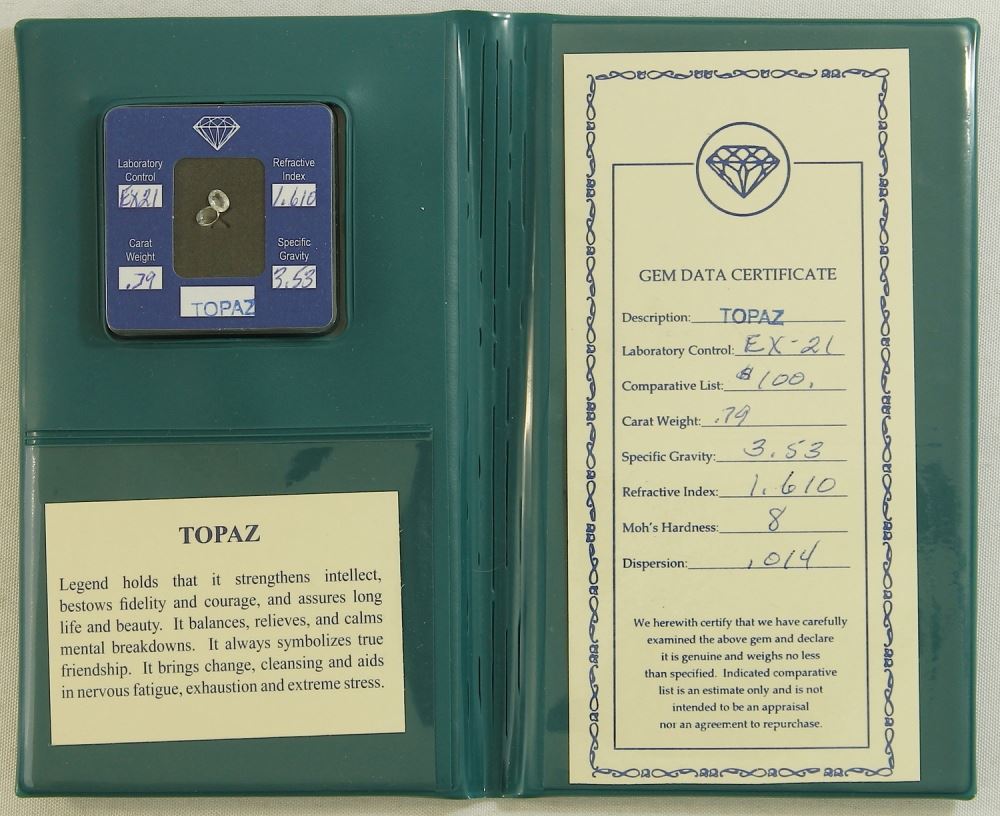 Laboratory
Control
EX21
Refractive
Index
1.610
Carat
Weight
.79
Specific
Gravity
3.53
TOPAZ
TOPAZ
Legend holds that it strengthens intellect,
bestows fidelity and courage, and assures long
life and beauty. It balances, relieves, and calms
mental breakdowns. It always symbolizes true
friendship. It brings change, cleansing and aids
in nervous fatigue, exhaustion and extreme stress.
GEM DATA CERTIFICATE
Description: TOPAZ
Laboratory Control: EX-21
Comparative List: $100.
Carat Weight: .79
Specific Gravity: 3.53
Refractive Index: 1.610
Moh's Hardness: 8
Dispersion: .014
We herewith certify that we have carefully
examined the above gem and declare
it is genuine and weighs no less
than specified. Indicated comparative
list is an estimate only and is not
intended to be an appraisal
nor an agreement to repurchase.